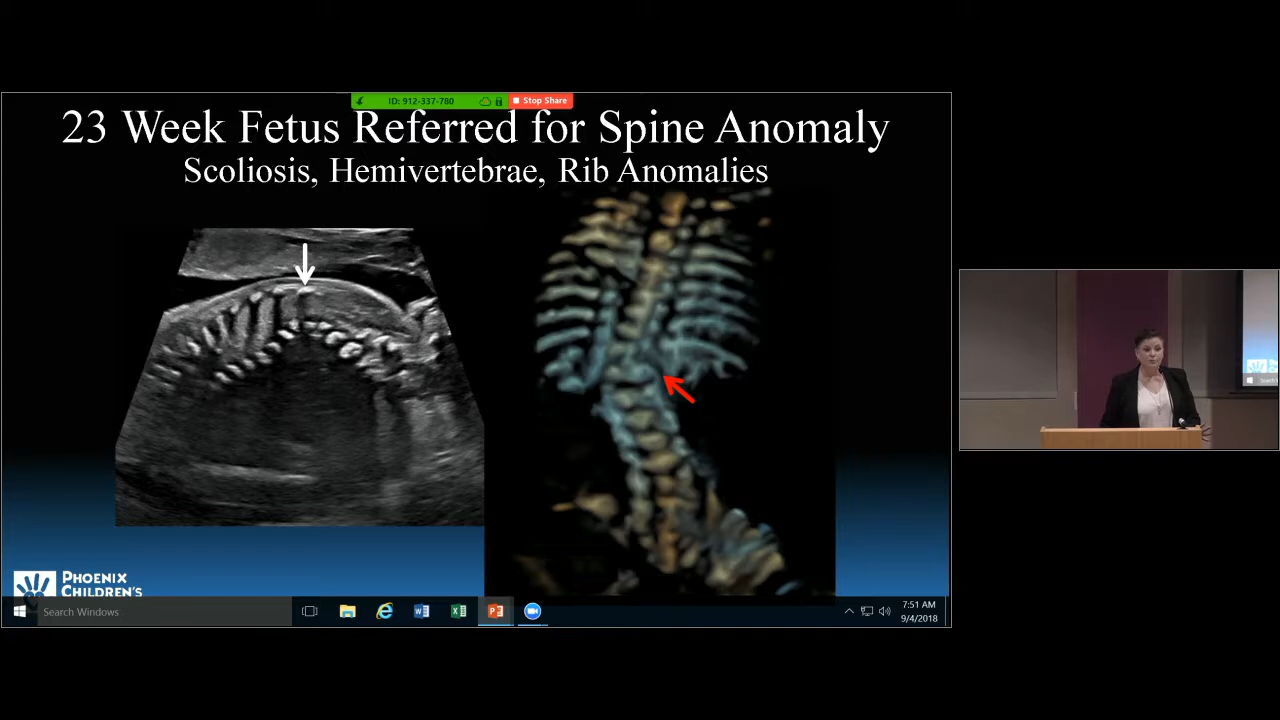 ID: 912-337-780
Stop Share
23 Week Fetus Referred for Spine Anomaly
Scoliosis, Hemivertebrae, Rib Anomalies
PHOENIX
CHILDREN'S
Search Windows
7:51 AM
9/4/2018